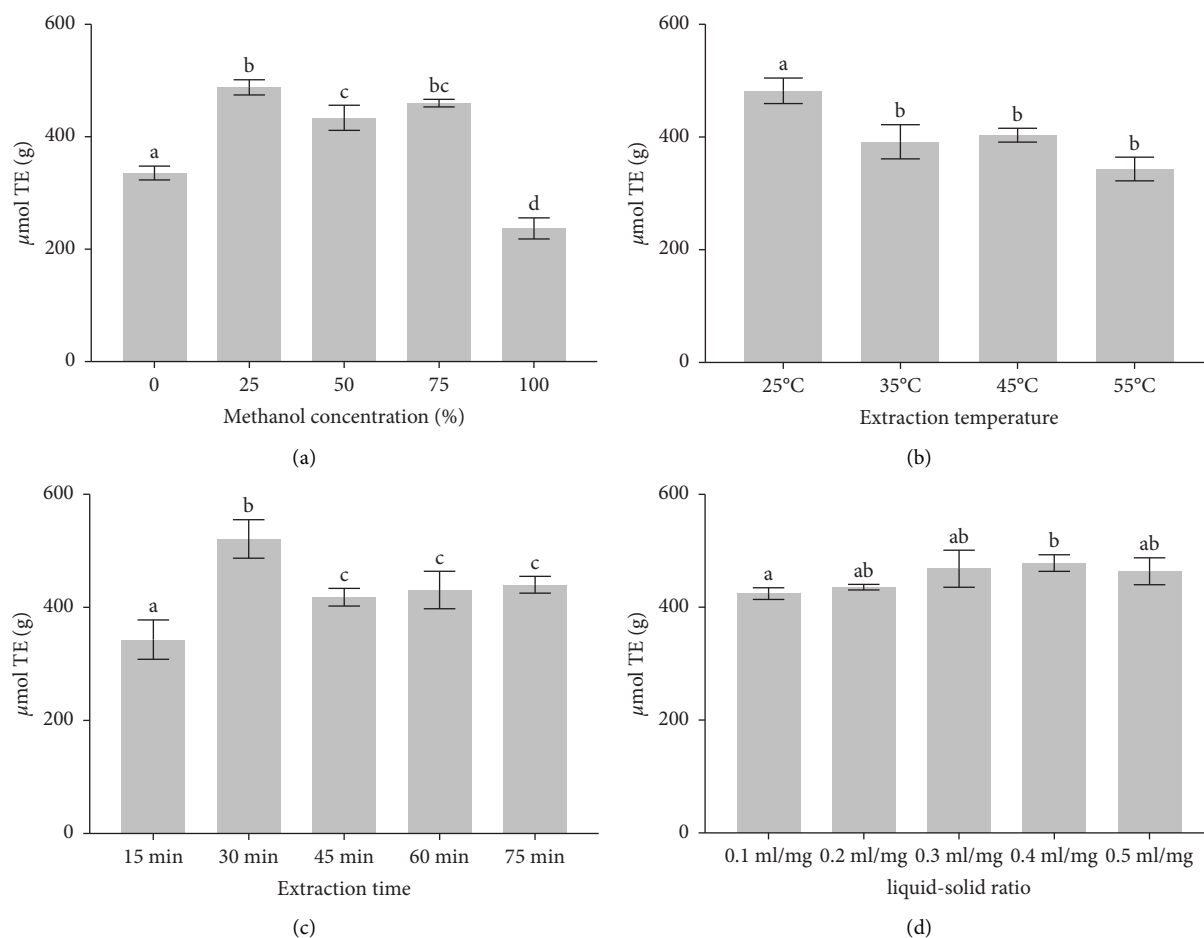 600
400
200
0
μmol TE (g)
a
b
c
bc
d
0 25 50 75 100
Methanol concentration (%)
(a)
600
400
200
0
μmol TE (g)
a
b
b
b
25°C 35°C 45°C 55°C
Extraction temperature
(b)
600
400
200
0
μmol TE (g)
a
b
c
c
c
15 min 30 min 45 min 60 min 75 min
Extraction time
(c)
600
400
200
0
μmol TE (g)
a
ab
ab
b
ab
0.1 ml/mg 0.2 ml/mg 0.3 ml/mg 0.4 ml/mg 0.5 ml/mg
liquid-solid ratio
(d)